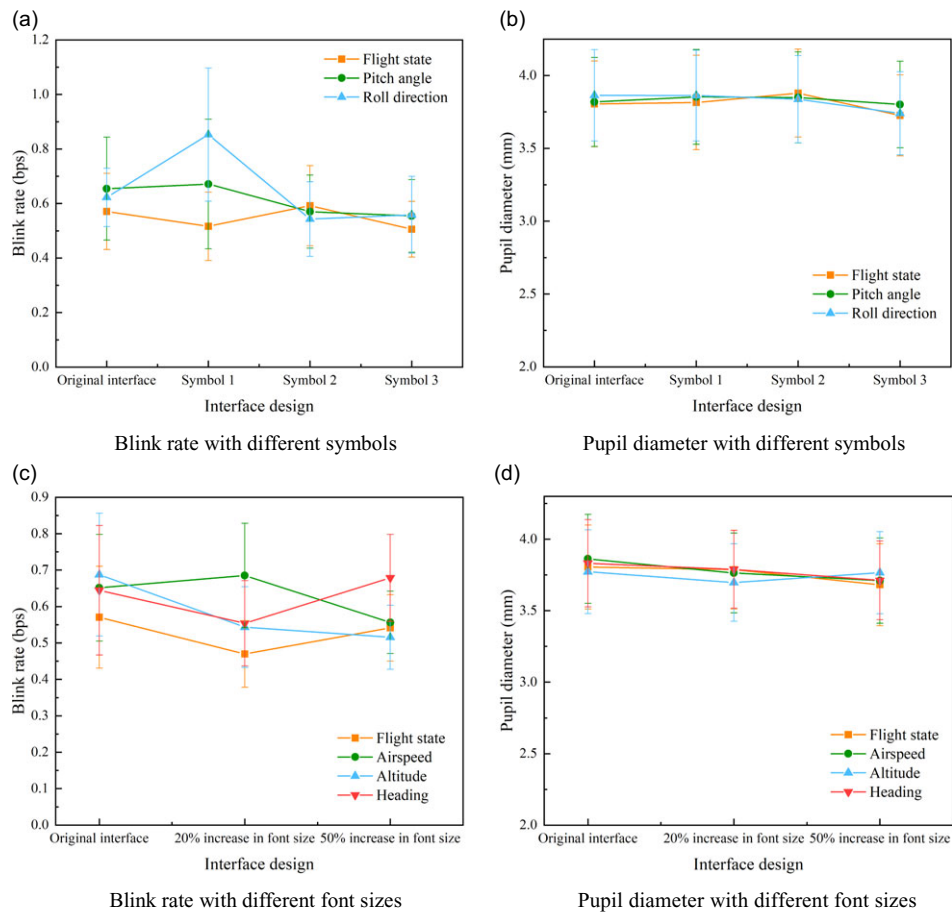 (a)
1.2
1.0
0.8
0.6
0.4
0.2
0.0
Blink rate (bps)
Flight state
Pitch angle
Roll direction
Original interface Symbol 1 Symbol 2 Symbol 3
Interface design
Blink rate with different symbols
(b)
4.0
3.5
3.0
2.5
2.0
Pupil diameter (mm)
Flight state
Pitch angle
Roll direction
Original interface Symbol 1 Symbol 2 Symbol 3
Interface design
Pupil diameter with different symbols
(c)
0.9
0.8
0.7
0.6
0.5
0.4
0.3
0.2
0.1
0.0
Blink rate (bps)
Flight state
Airspeed
Altitude
Heading
Original interface 20% increase in font size 50% increase in font size
Interface design
Blink rate with different font sizes
(d)
4.0
3.5
3.0
2.5
2.0
Pupil diameter (mm)
Flight state
Airspeed
Altitude
Heading
Original interface 20% increase in font size 50% increase in font size
Interface design
Pupil diameter with different font sizes